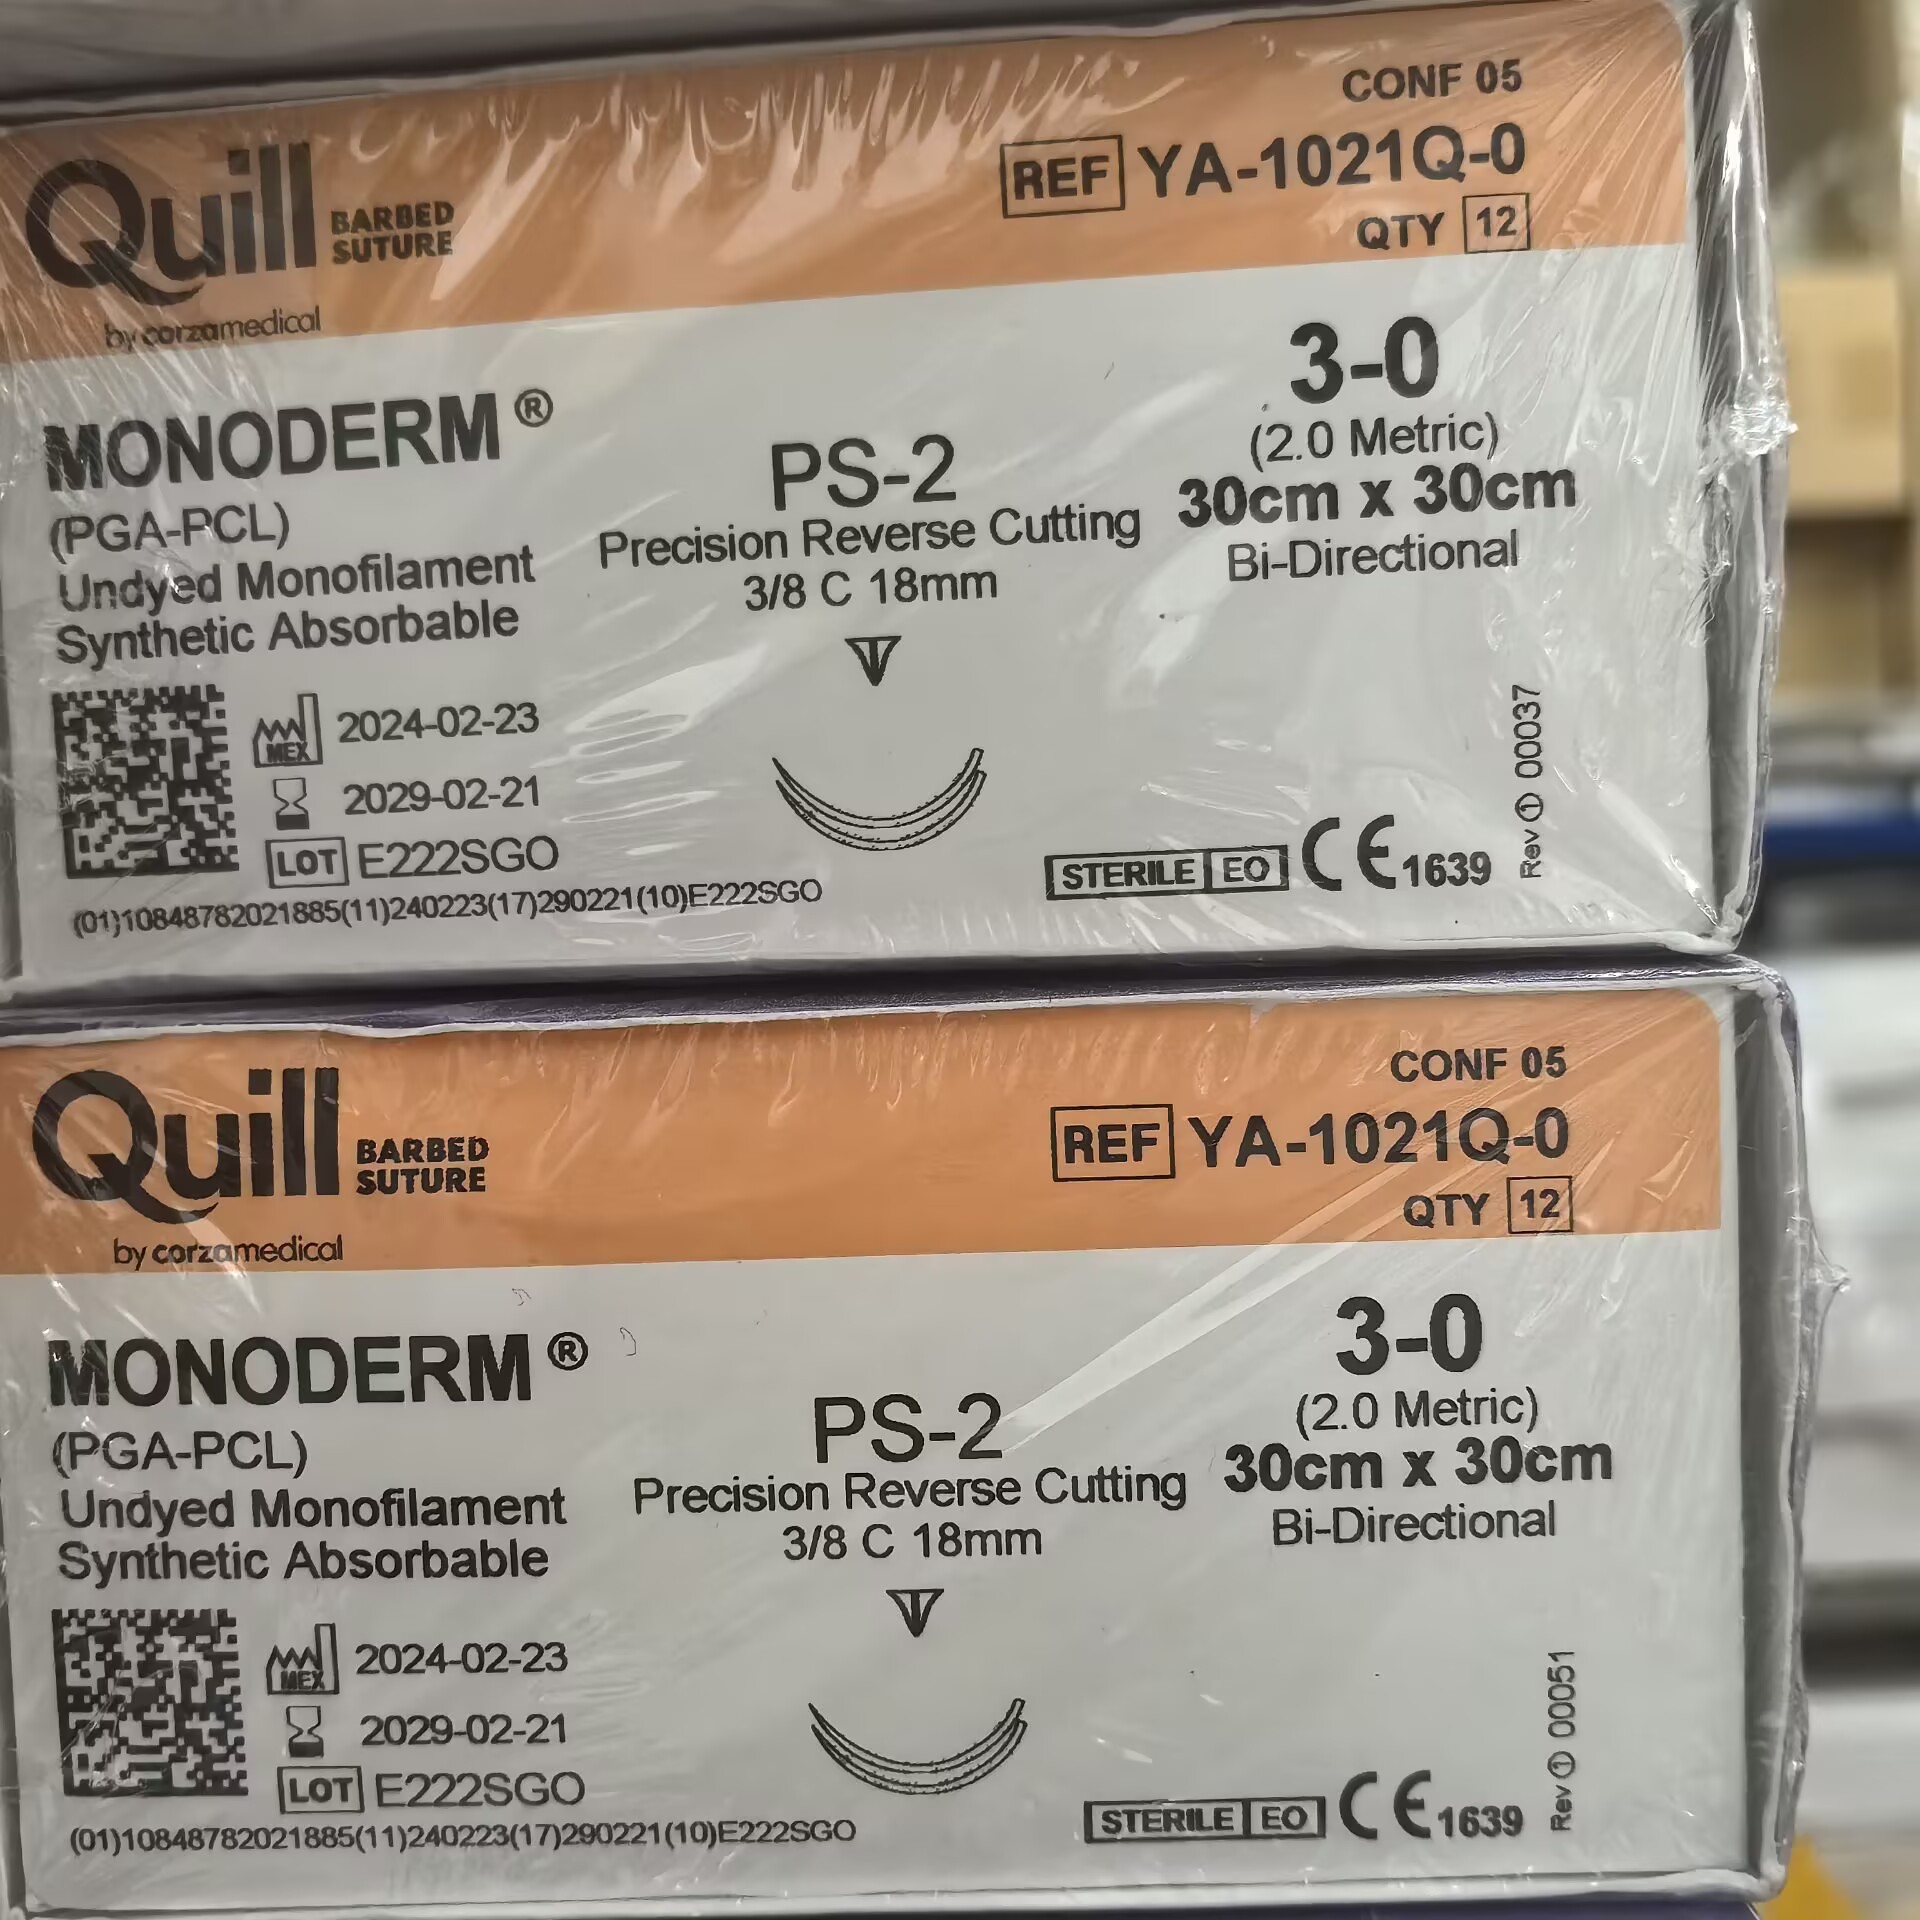 CONF 05
REF YA-1021Q-0
QTY 12
Quill BARBED
SUTURE
by corzamedical
MONODERM®
(PGA-PCL)
Undyed Monofilament
Synthetic Absorbable
PS-2
Precision Reverse Cutting
3/8 C 18mm
3-0
(2.0 Metric)
30cm x 30cm
Bi-Directional
MEX 2024-02-23
2029-02-21
LOT E222SGO
(01)10848782021885(11)240223(17)290221(10)E222SGO
STERILE EO CE 1639
Rev 1 00037
CONF 05
REF YA-1021Q-0
QTY 12
Quill BARBED
SUTURE
by corzamedical
MONODERM®
(PGA-PCL)
Undyed Monofilament
Synthetic Absorbable
PS-2
Precision Reverse Cutting
3/8 C 18mm
3-0
(2.0 Metric)
30cm x 30cm
Bi-Directional
MEX 2024-02-23
2029-02-21
LOT E222SGO
(01)10848782021885(11)240223(17)290221(10)E222SGO
STERILE EO CE 1639
Rev 1 00051